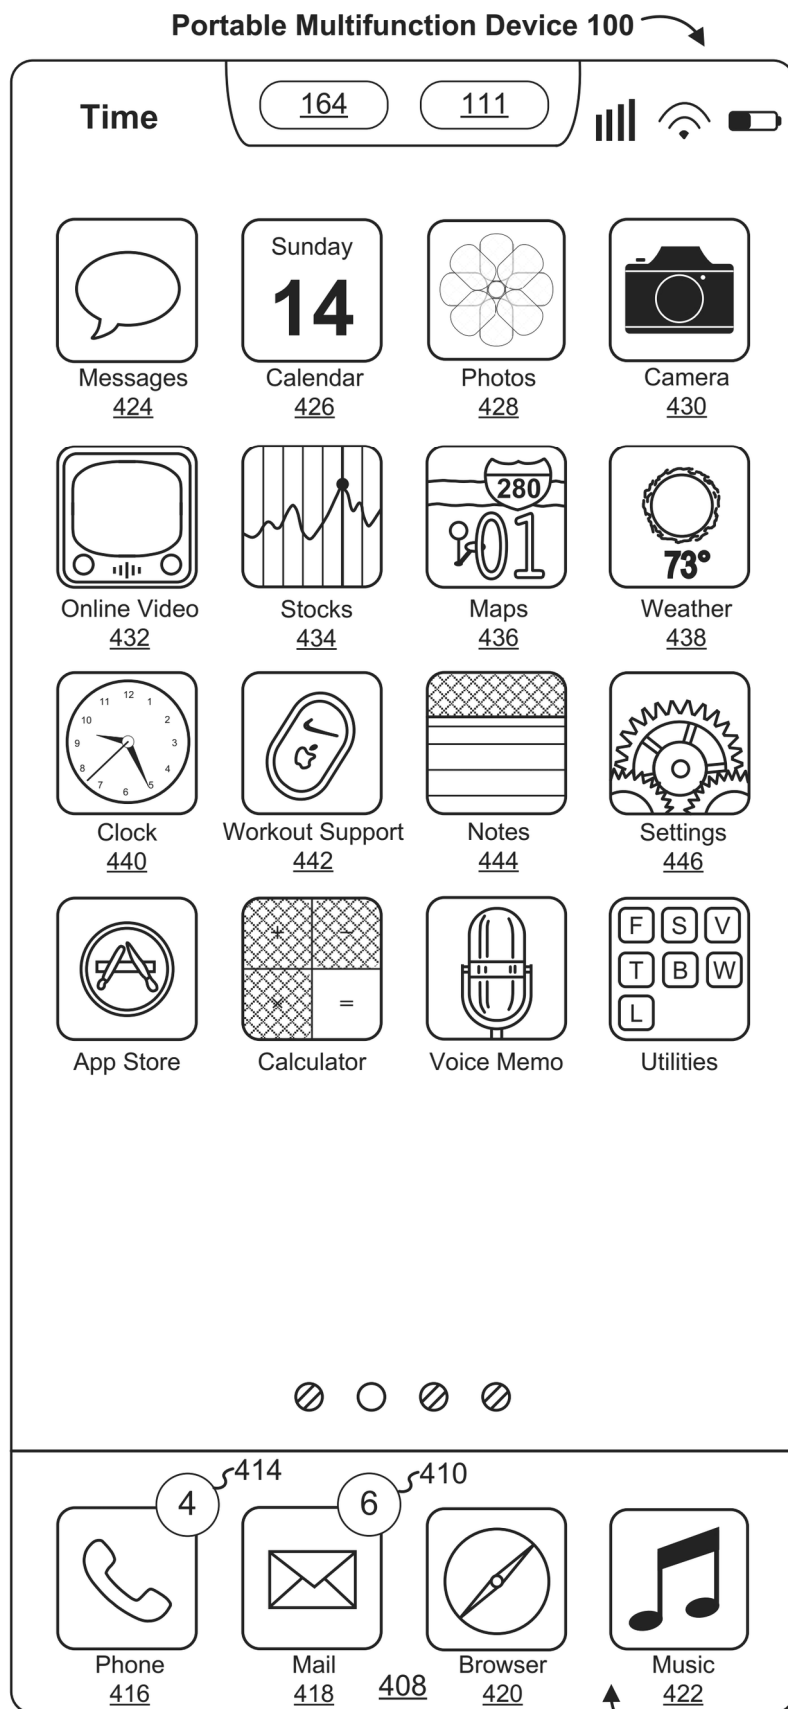 Portable Multifunction Device 100
Time 164 111
Sunday
14
Messages Calendar Photos Camera
424 426 428 430
280
01
73°
Online Video Stocks Maps Weather
432 434 436 438
12
11 1
10 2
9 3
8 4
7 5
6
Clock Workout Support Notes Settings
440 442 444 446
+ − F S V
T B W
× = L
App Store Calculator Voice Memo Utilities
4 414 6 410
Phone Mail Browser Music
416 418 408 420 422